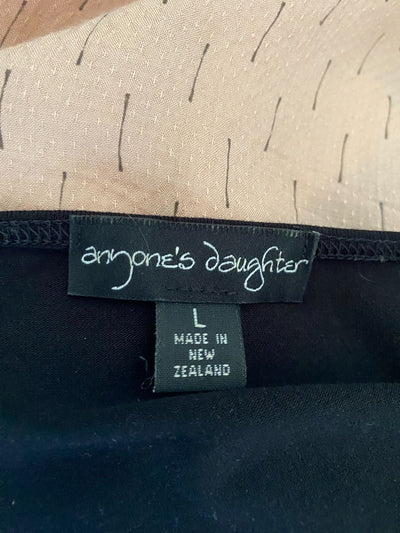 anyone's daughter
L
MADE IN
NEW
ZEALAND